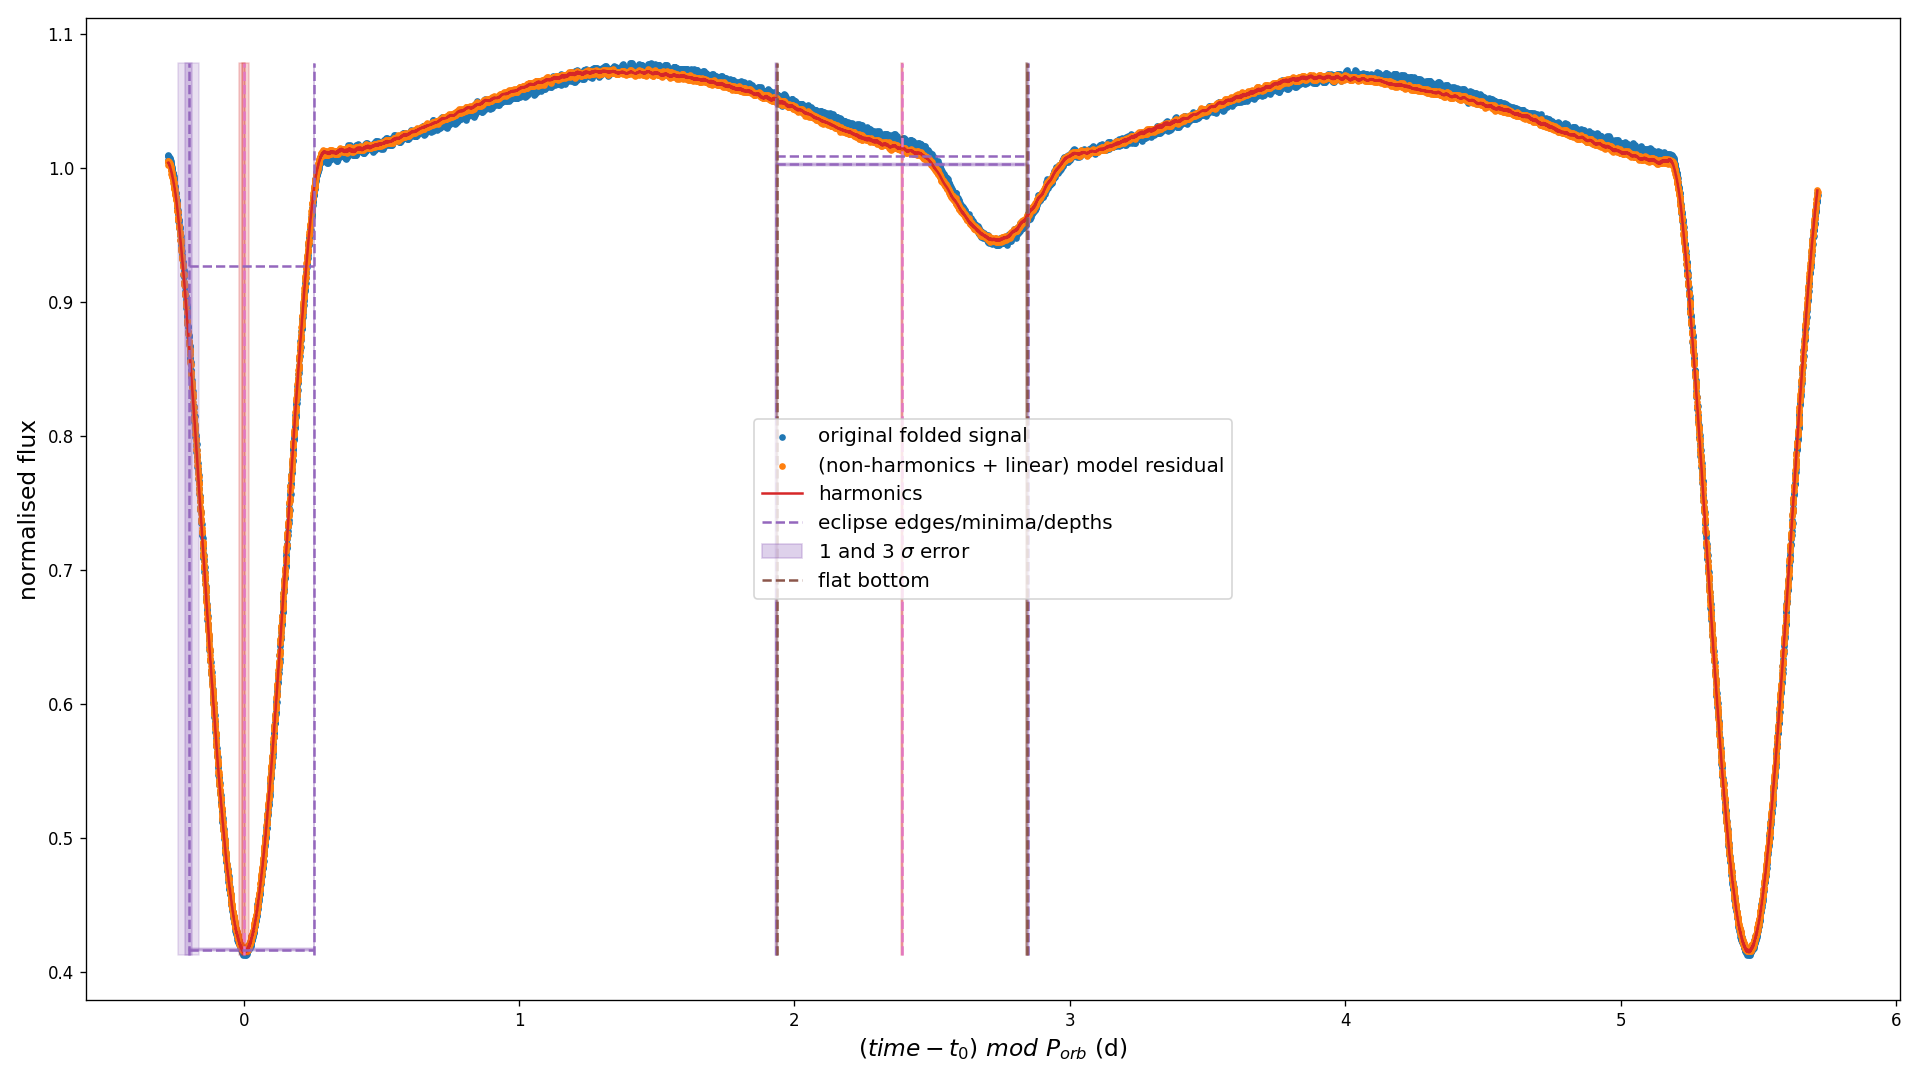 1.1
1.0
0.9
0.8
0.7
0.6
0.5
0.4
normalised flux
original folded signal
(non-harmonics + linear) model residual
harmonics
eclipse edges/minima/depths
1 and 3 σ error
flat bottom
0 1 2 3 4 5 6
(time − t₀) mod P_orb (d)